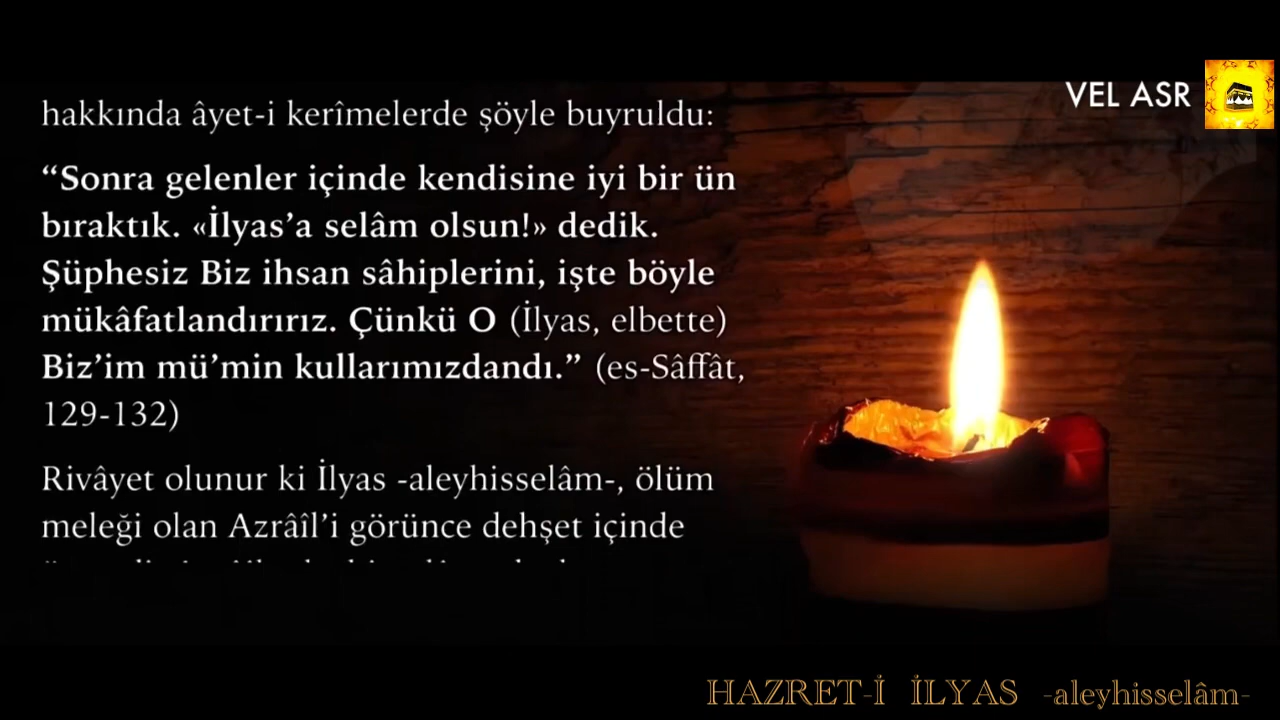 VEL ASR
hakkında âyet-i kerîmelerde şöyle buyruldu:
“Sonra gelenler içinde kendisine iyi bir ün
bıraktık. «İlyas’a selâm olsun!» dedik.
Şüphesiz Biz ihsan sâhiplerini, işte böyle
mükâfatlandırırız. Çünkü O (İlyas, elbette)
Biz’im mü’min kullarımızdandı.” (es-Sâffât,
129-132)
Rivâyet olunur ki İlyas -aleyhisselâm-, ölüm
meleği olan Azrâîl’i görünce dehşet içinde
HAZRET-İ İLYAS -aleyhisselâm-